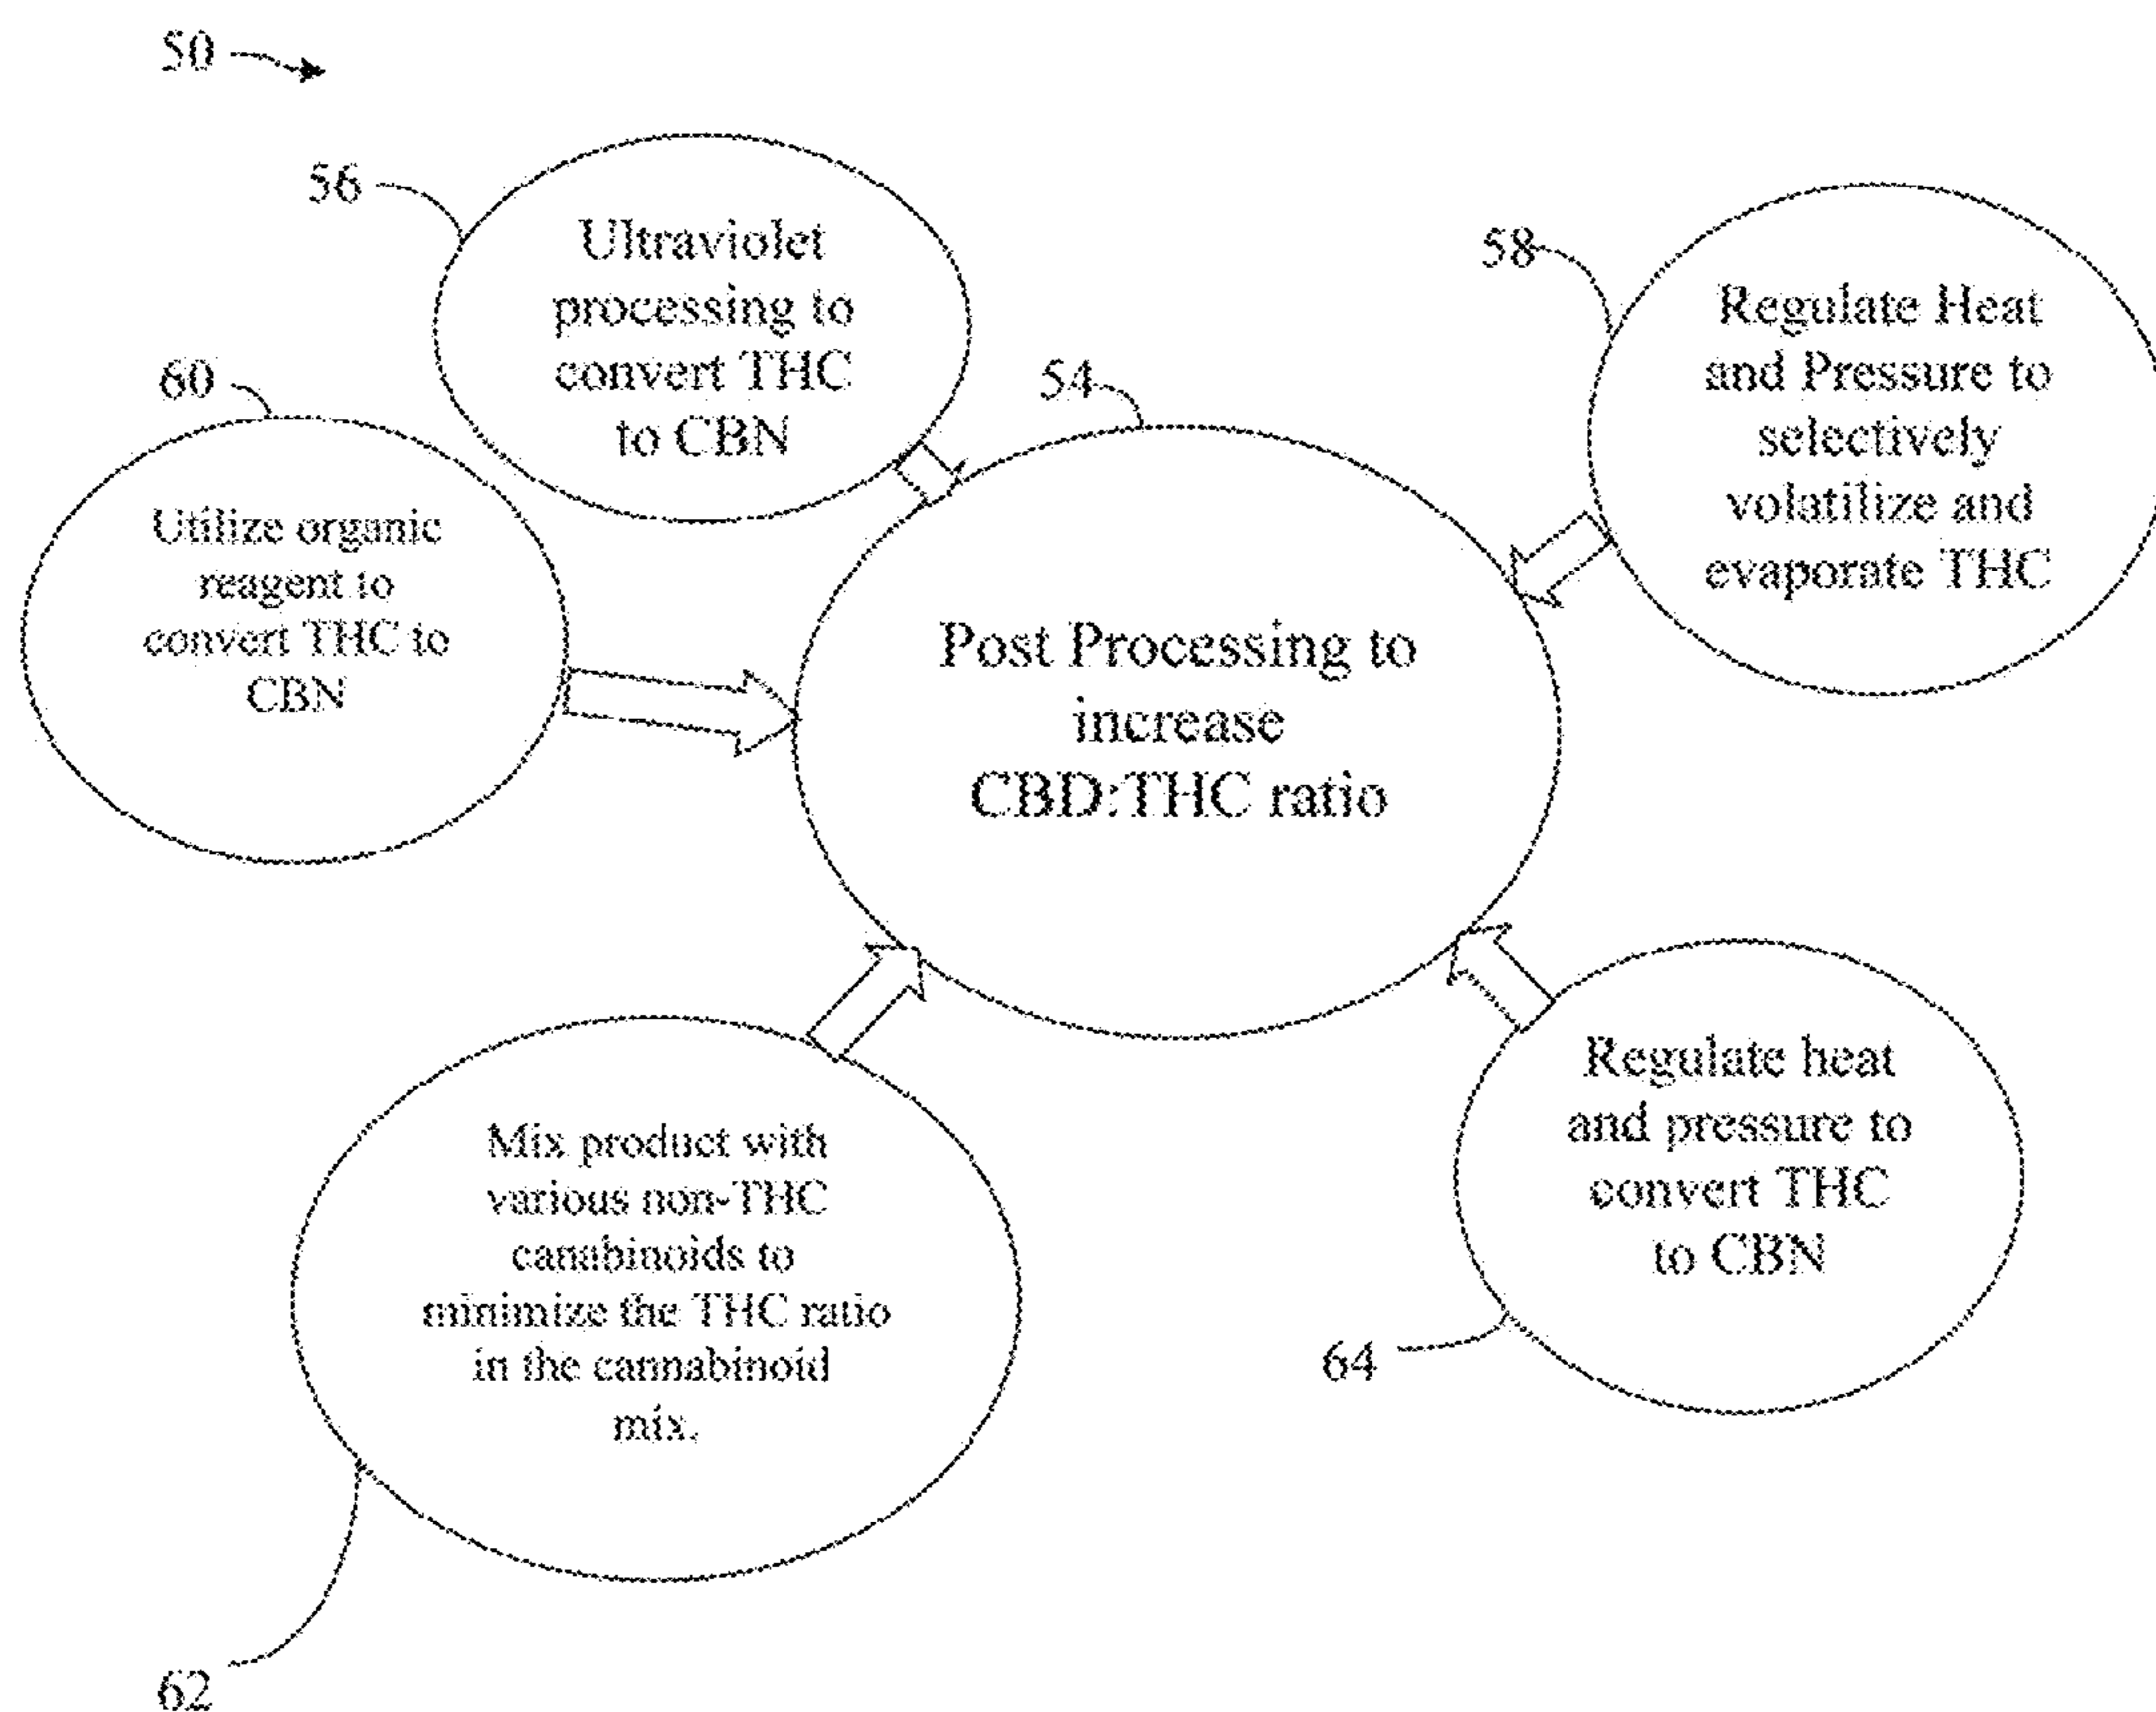 50
56
Ultraviolet
processing to
convert THC
to CBN
58
Regulate Heat
and Pressure to
selectively
volatilize and
evaporate THC
60
Utilize organic
reagent to
convert THC to
CBN
54
Post Processing to
increase
CBD:THC ratio
Mix product with
various non-THC
canabinoids to
minimize the THC ratio
in the cannabinoid
mix.
62
Regulate heat
and pressure to
convert THC
to CBN
64